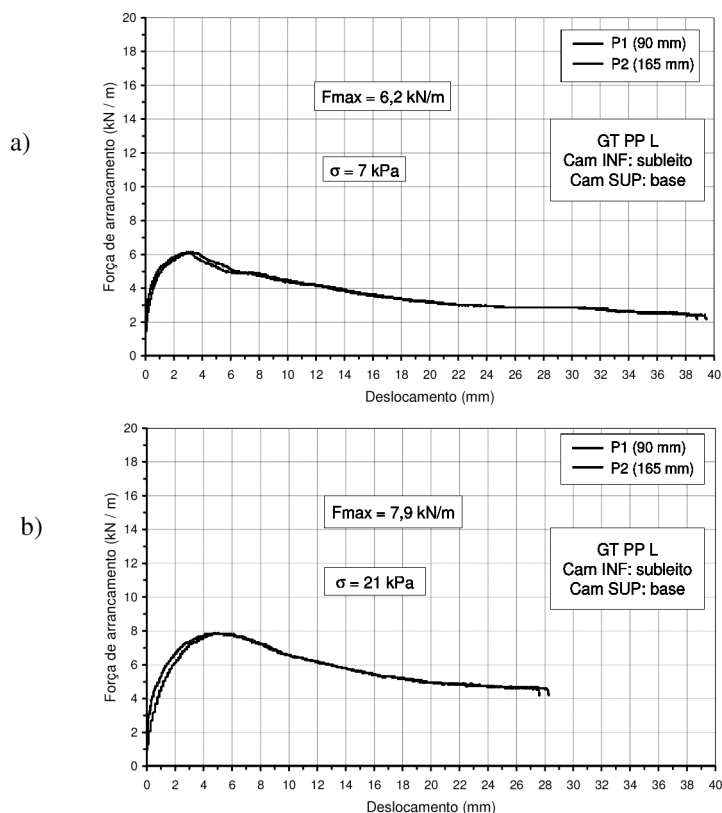 a)
Força de arrancamento (kN / m)
20
18
16
14
12
10
8
6
4
2
0
P1 (90 mm)
P2 (165 mm)
Fmax = 6,2 kN/m
σ = 7 kPa
GT PP L
Cam INF: subleito
Cam SUP: base
0 2 4 6 8 10 12 14 16 18 20 22 24 26 28 30 32 34 36 38 40
Deslocamento (mm)
b)
Força de arrancamento (kN / m)
20
18
16
14
12
10
8
6
4
2
0
P1 (90 mm)
P2 (165 mm)
Fmax = 7,9 kN/m
σ = 21 kPa
GT PP L
Cam INF: subleito
Cam SUP: base
0 2 4 6 8 10 12 14 16 18 20 22 24 26 28 30 32 34 36 38 40
Deslocamento (mm)